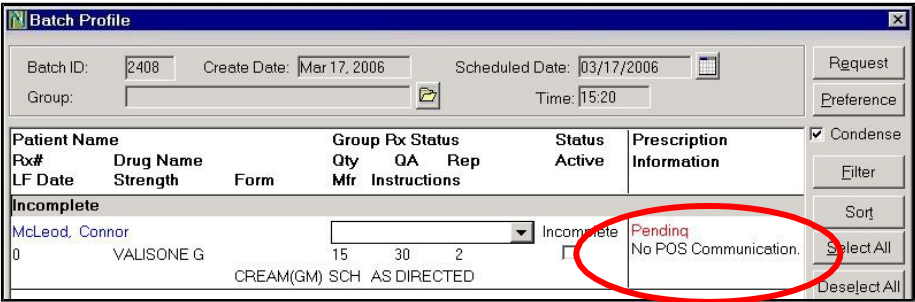 Batch Profile
Batch ID: 2408 Create Date: Mar 17, 2006 Scheduled Date: 03/17/2006 Request
Group: Time: 15:20 Preference
Patient Name Group Rx Status Status Prescription Condense
Rx# Drug Name Qty QA Rep Active Information
LF Date Strength Form Mfr Instructions Filter
Incomplete Sort
McLeod, Connor Incomplete Pending
0 VALISONE G 15 30 2 No POS Communication. Select All
CREAM(GM) SCH AS DIRECTED
Deselect All